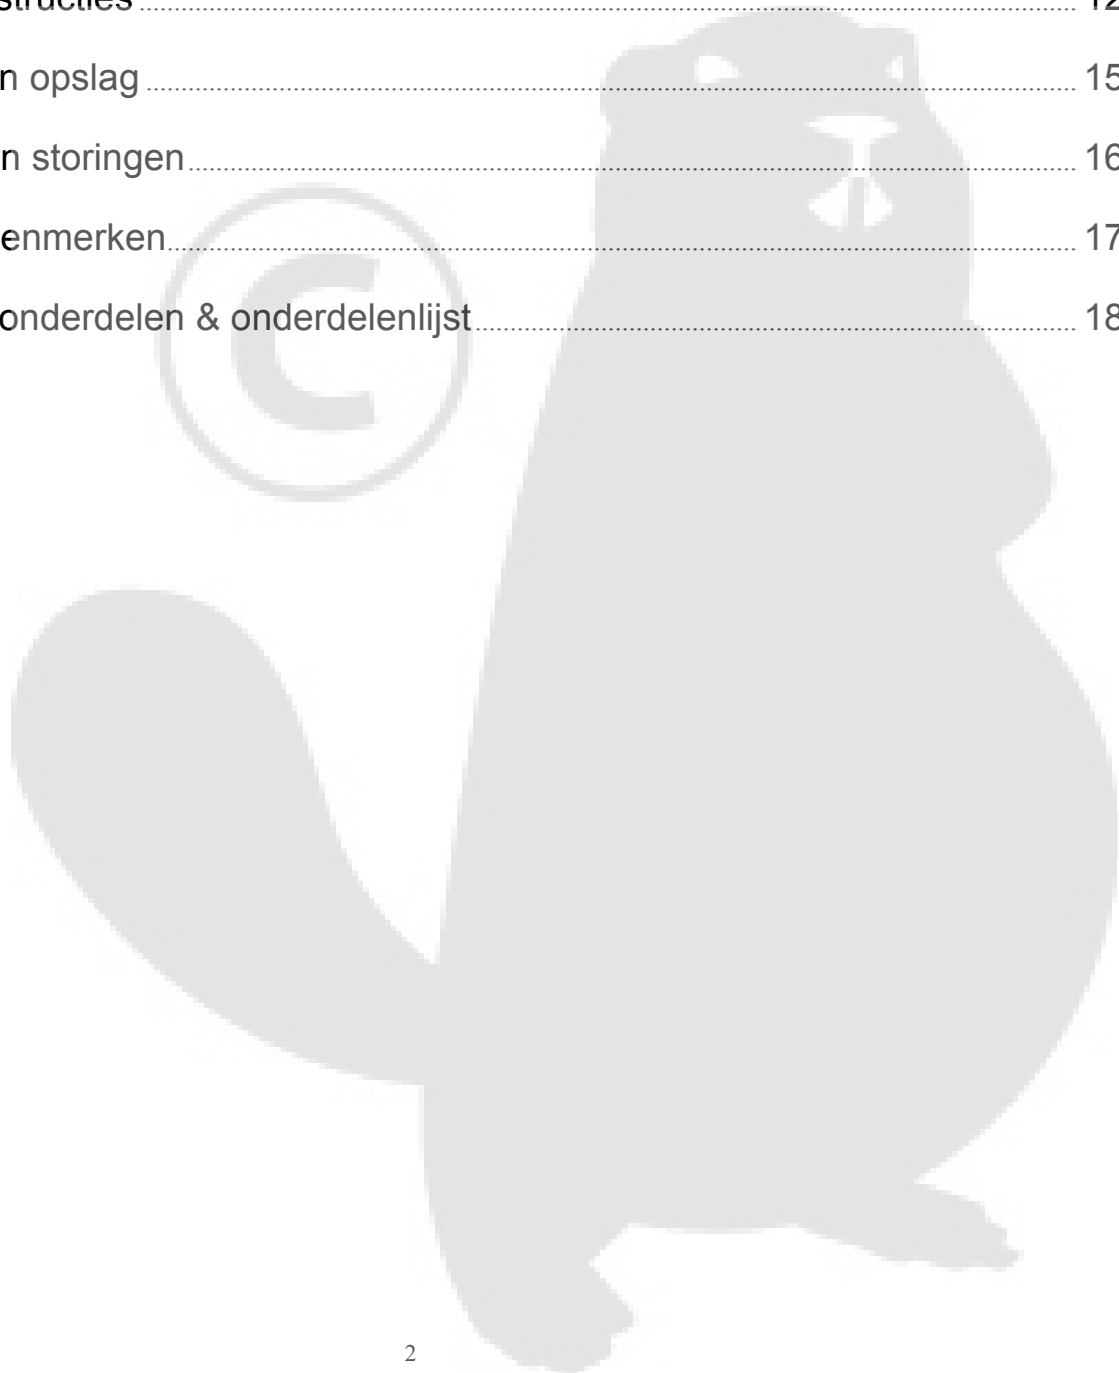 structies 12
n opslag 15
n storingen 16
enmerken 17
onderdelen & onderdelenlijst 18
©
2